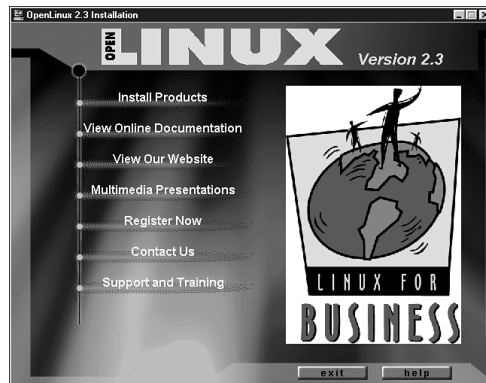 OpenLinux 2.3 Installation
OPEN LINUX
Version 2.3
Install Products
View Online Documentation
View Our Website
Multimedia Presentations
Register Now
Contact Us
Support and Training
LINUX FOR
BUSINESS
exit
help